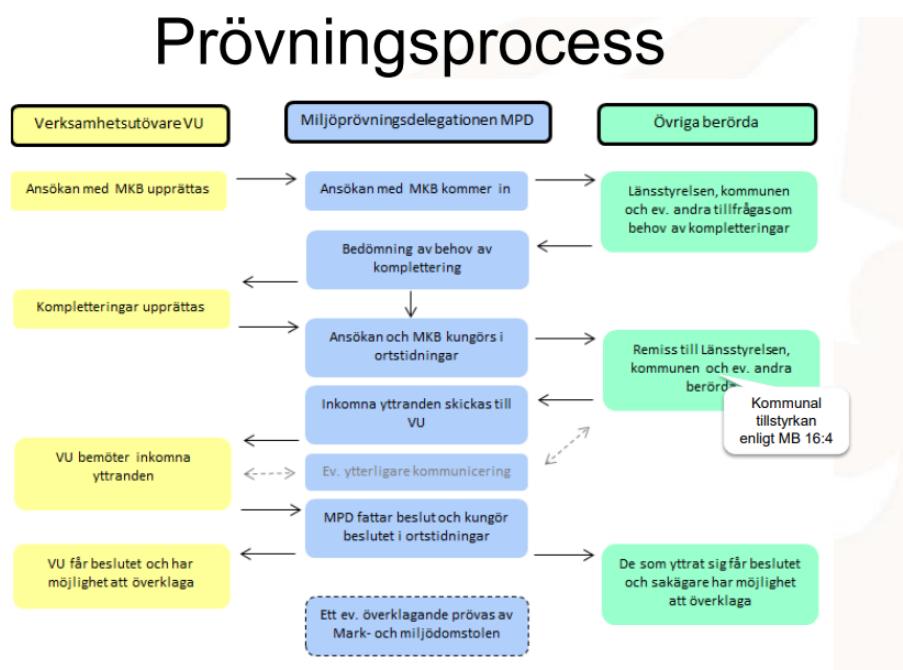 Prövningsprocess
Verksamhetsutövare VU
Miljöprövningsdelegationen MPD
Övriga berörda
Ansökan med MKB upprättas
Ansökan med MKB kommer in
Länsstyrelsen, kommunen
och ev. andra tillfrågas om
behov av kompletteringar
Bedömning av behov av
komplettering
Kompletteringar upprättas
Ansökan och MKB kungörs i
ortstidningar
Remiss till Länsstyrelsen,
kommunen och ev. andra
Kommunal
tillstyrkan
enligt MB 16:4
Inkomna yttranden skickas till
VU
VU bemöter inkomna
yttranden
Ev. ytterligare kommunicering
MPD fattar beslut och kungör
beslutet i ortstidningar
VU får beslutet och har
möjlighet att överklaga
De som yttrat sig får beslutet
och sakägare har möjlighet
att överklaga
Ett ev. överklagande prövas av
Mark- och miljödomstolen